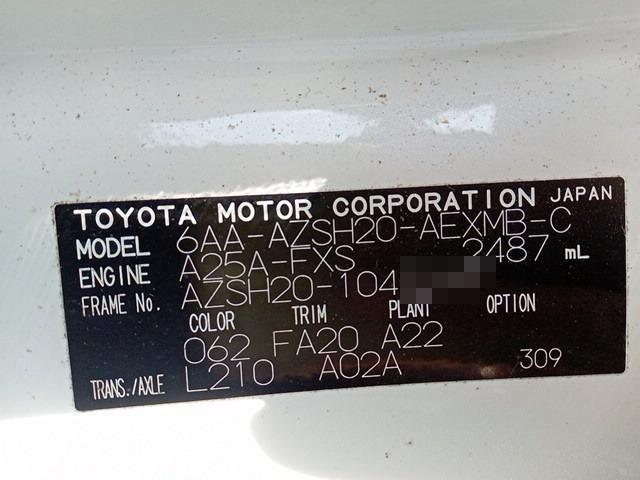 TOYOTA MOTOR CORPORATION JAPAN
MODEL 6AA-AZSH20-AEXMB-C
ENGINE A25A-FXS 2487 mL
FRAME No. AZSH20-104
COLOR TRIM PLANT OPTION
062 FA20 A22
TRANS./AXLE L210 A02A 309